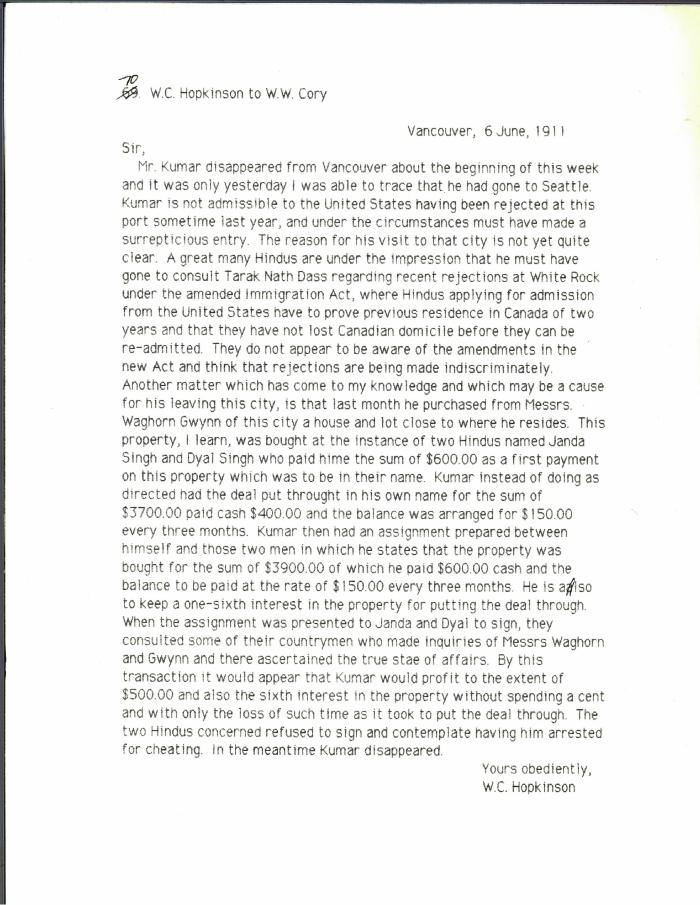 70
69 W.C. Hopkinson to W.W. Cory
Vancouver, 6 June, 1911
Sir,
Mr. Kumar disappeared from Vancouver about the beginning of this week
and it was only yesterday I was able to trace that he had gone to Seattle.
Kumar is not admissible to the United States having been rejected at this
port sometime last year, and under the circumstances must have made a
surrepticious entry. The reason for his visit to that city is not yet quite
clear. A great many Hindus are under the impression that he must have
gone to consult Tarak Nath Dass regarding recent rejections at White Rock
under the amended Immigration Act, where Hindus applying for admission
from the United States have to prove previous residence in Canada of two
years and that they have not lost Canadian domicile before they can be
re-admitted. They do not appear to be aware of the amendments in the
new Act and think that rejections are being made indiscriminately.
Another matter which has come to my knowledge and which may be a cause
for his leaving this city, is that last month he purchased from Messrs.
Waghorn Gwynn of this city a house and lot close to where he resides. This
property, I learn, was bought at the instance of two Hindus named Janda
Singh and Dyal Singh who paid hime the sum of $600.00 as a first payment
on this property which was to be in their name. Kumar instead of doing as
directed had the deal put throught in his own name for the sum of
$3700.00 paid cash $400.00 and the balance was arranged for $150.00
every three months. Kumar then had an assignment prepared between
himself and those two men in which he states that the property was
bought for the sum of $3900.00 of which he paid $600.00 cash and the
balance to be paid at the rate of $150.00 every three months. He is also
to keep a one-sixth interest in the property for putting the deal through.
When the assignment was presented to Janda and Dyal to sign, they
consulted some of their countrymen who made inquiries of Messrs Waghorn
and Gwynn and there ascertained the true stae of affairs. By this
transaction it would appear that Kumar would profit to the extent of
$500.00 and also the sixth interest in the property without spending a cent
and with only the loss of such time as it took to put the deal through. The
two Hindus concerned refused to sign and contemplate having him arrested
for cheating. In the meantime Kumar disappeared.
Yours obediently,
W.C. Hopkinson